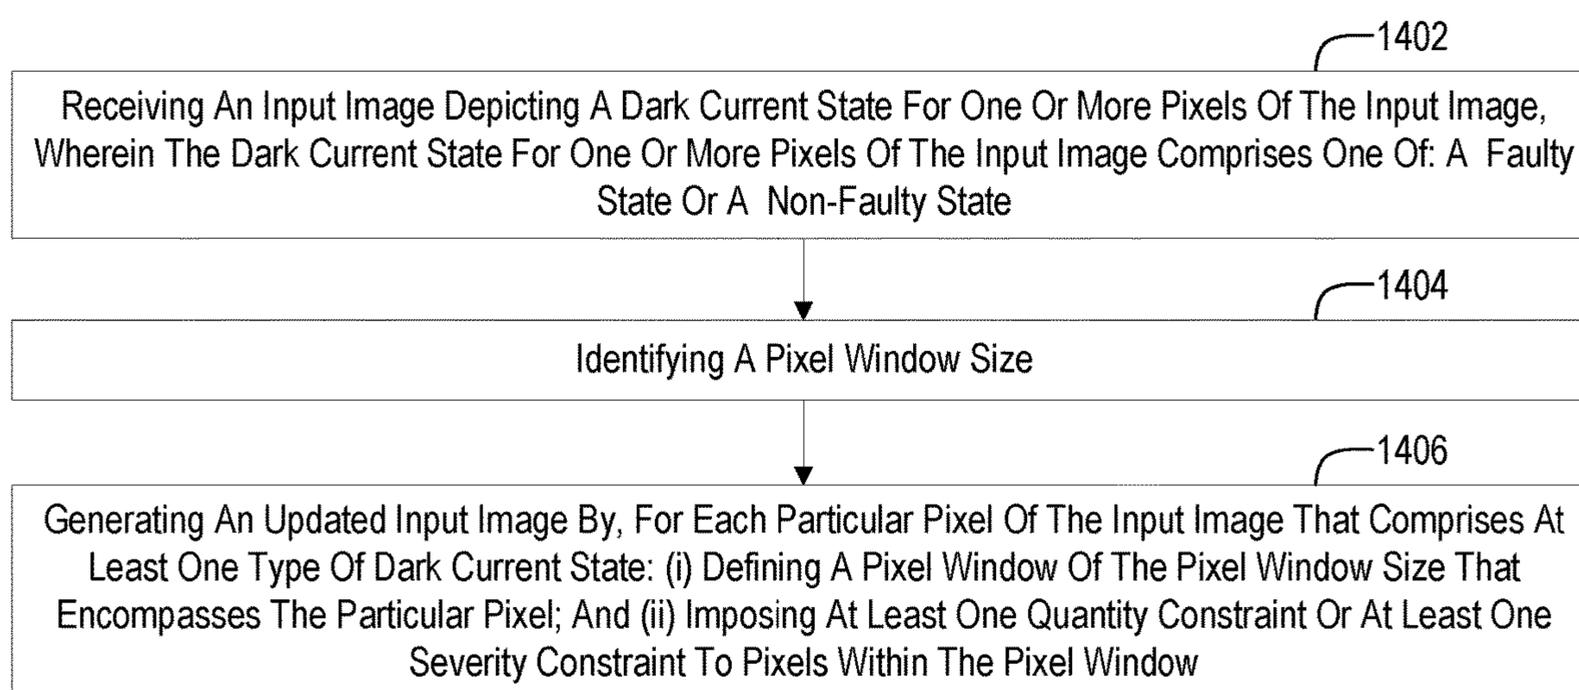 1402
Receiving An Input Image Depicting A Dark Current State For One Or More Pixels Of The Input Image,
Wherein The Dark Current State For One Or More Pixels Of The Input Image Comprises One Of: A Faulty
State Or A Non-Faulty State
1404
Identifying A Pixel Window Size
1406
Generating An Updated Input Image By, For Each Particular Pixel Of The Input Image That Comprises At
Least One Type Of Dark Current State: (i) Defining A Pixel Window Of The Pixel Window Size That
Encompasses The Particular Pixel; And (ii) Imposing At Least One Quantity Constraint Or At Least One
Severity Constraint To Pixels Within The Pixel Window